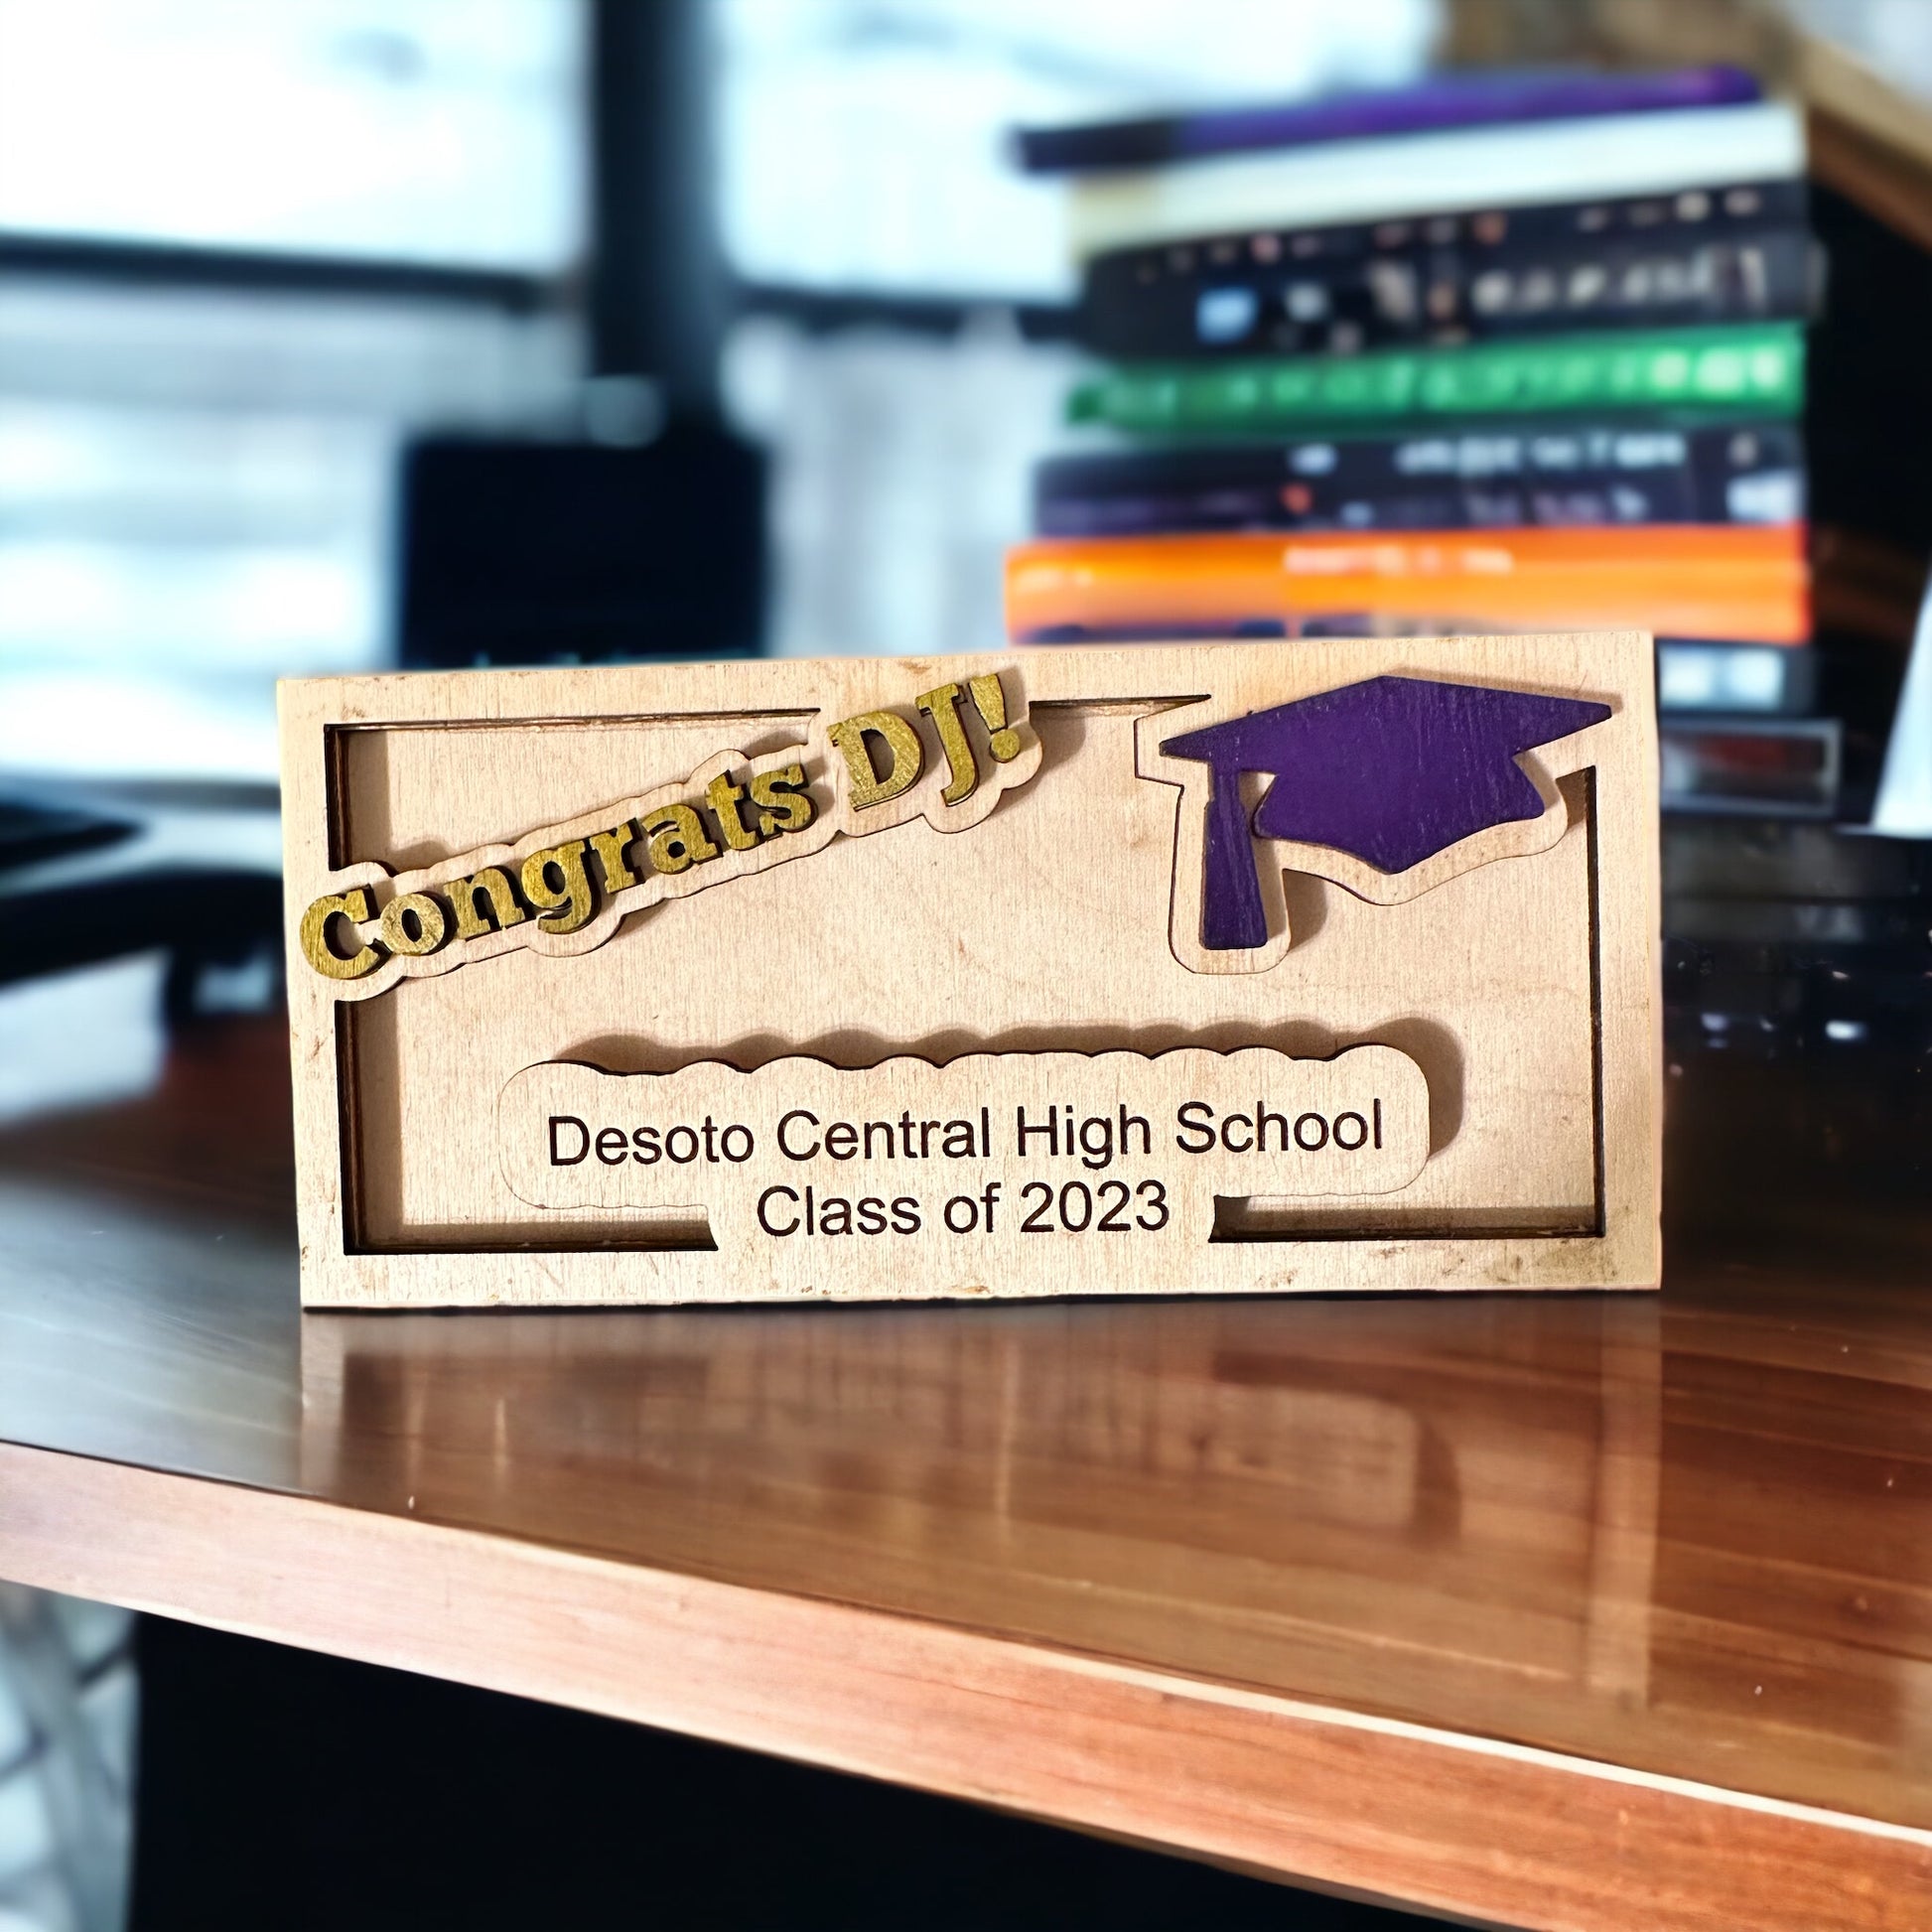 Congrats DJ!
Desoto Central High School
Class of 2023